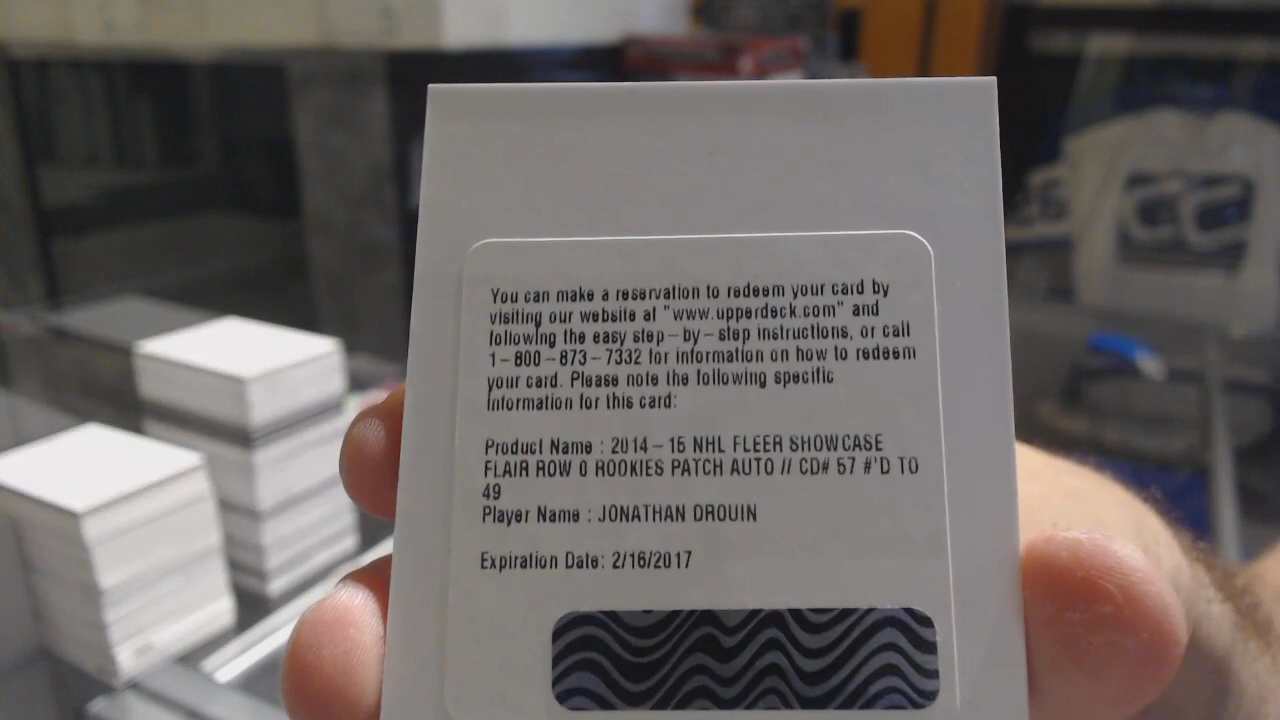 You can make a reservation to redeem your card by
visiting our website at "www.upperdeck.com" and
following the easy step-by-step instructions, or call
1-800-873-7332 for information on how to redeem
your card. Please note the following specific
information for this card:
Product Name : 2014-15 NHL FLEER SHOWCASE
FLAIR ROW 0 ROOKIES PATCH AUTO // CD# 57 #'D TO
49
Player Name : JONATHAN DROUIN
Expiration Date: 2/16/2017